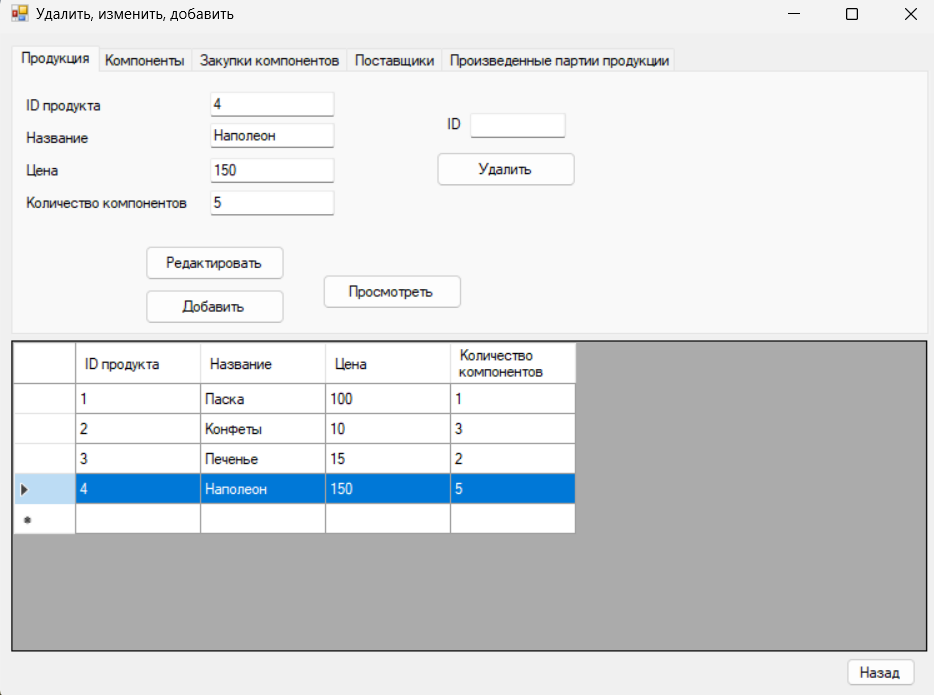 Удалить, изменить, добавить
Продукция Компоненты Закупки компонентов Поставщики Произведенные партии продукции
ID продукта 4
Название Наполеон
Цена 150
Количество компонентов 5
ID
Удалить
Редактировать
Добавить
Просмотреть
ID продукта Название Цена Количество компонентов
1 Паска 100 1
2 Конфеты 10 3
3 Печенье 15 2
4 Наполеон 150 5
Назад